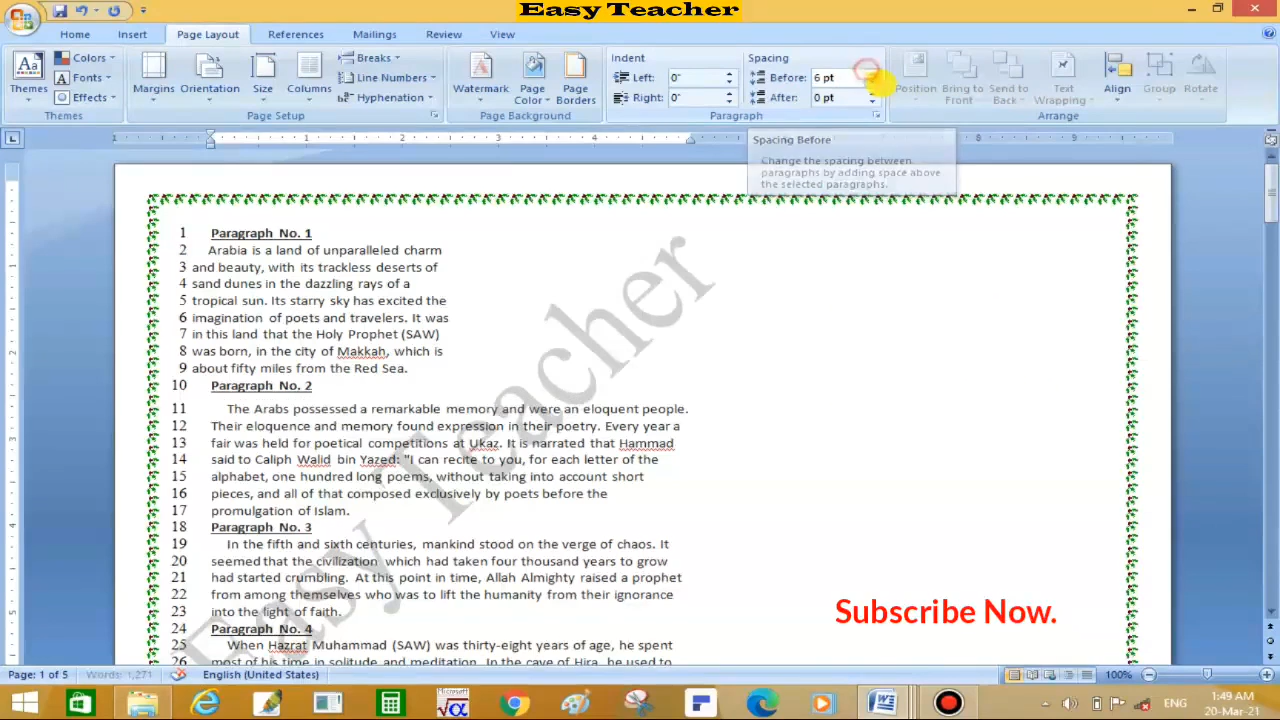 Easy Teacher
Home Insert Page Layout References Mailings Review View
Themes
Colors
Fonts
Effects
Themes
Margins
Orientation
Size
Columns
Breaks
Line Numbers
Hyphenation
Page Setup
Watermark
Page Color
Page Borders
Page Background
Indent
Left: 0"
Right: 0"
Spacing
Before: 6 pt
After: 0 pt
Paragraph
Position
Bring to Front
Send to Back
Text Wrapping
Align
Group
Rotate
Arrange
Spacing Before
Change the spacing between
paragraphs by adding space above
the selected paragraphs.
Easy Teacher
1 Paragraph No. 1
2 Arabia is a land of unparalleled charm
3 and beauty, with its trackless deserts of
4 sand dunes in the dazzling rays of a
5 tropical sun. Its starry sky has excited the
6 imagination of poets and travelers. It was
7 in this land that the Holy Prophet (SAW)
8 was born, in the city of Makkah, which is
9 about fifty miles from the Red Sea.
10 Paragraph No. 2
11 The Arabs possessed a remarkable memory and were an eloquent people.
12 Their eloquence and memory found expression in their poetry. Every year a
13 fair was held for poetical competitions at Ukaz. It is narrated that Hammad
14 said to Caliph Walid bin Yazed: "I can recite to you, for each letter of the
15 alphabet, one hundred long poems, without taking into account short
16 pieces, and all of that composed exclusively by poets before the
17 promulgation of Islam.
18 Paragraph No. 3
19 In the fifth and sixth centuries, mankind stood on the verge of chaos. It
20 seemed that the civilization which had taken four thousand years to grow
21 had started crumbling. At this point in time, Allah Almighty raised a prophet
22 from among themselves who was to lift the humanity from their ignorance
23 into the light of faith.
24 Paragraph No. 4
25 When Hazrat Muhammad (SAW) was thirty-eight years of age, he spent
26 most of his time in solitude and meditation. In the cave of Hira, he used to
Subscribe Now.
Page: 1 of 5 Words: 1,271 English (United States) 100%
ENG 1:49 AM
20-Mar-21